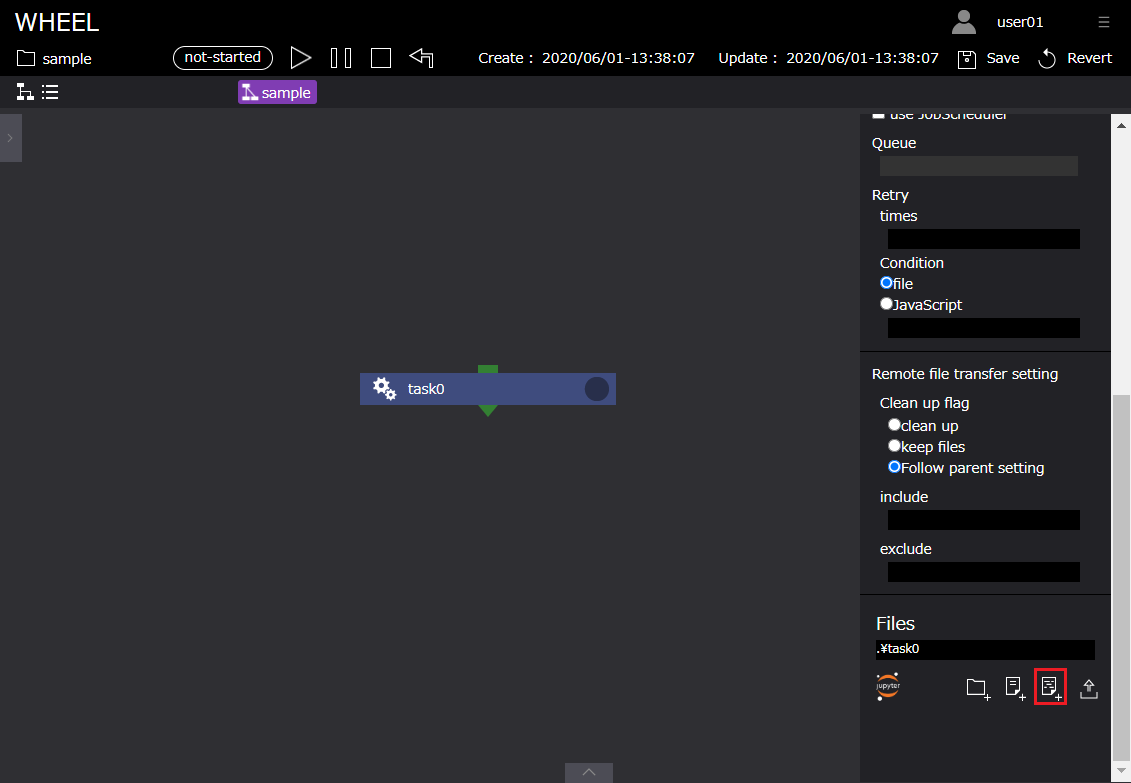 WHEEL
user01
sample
not-started
Create : 2020/06/01-13:38:07
Update : 2020/06/01-13:38:07
Save
Revert
sample
use JobScheduler
Queue
Retry
times
Condition
file
JavaScript
task0
Remote file transfer setting
Clean up flag
clean up
keep files
Follow parent setting
include
exclude
Files
.¥task0
jupyter